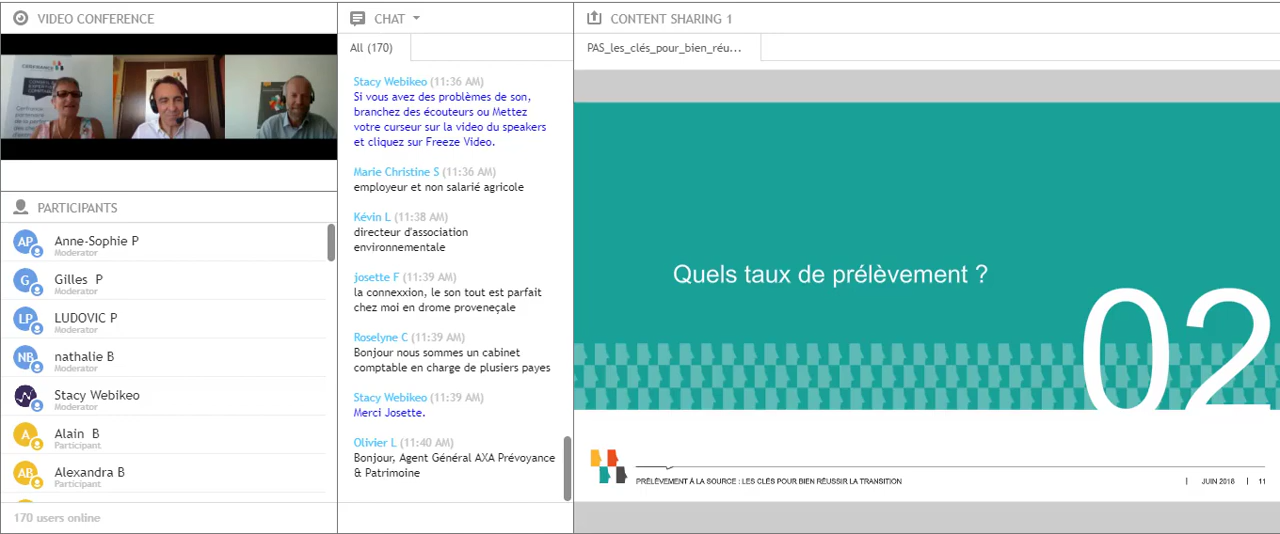 VIDEO CONFERENCE
CERFRANCE
CONSEIL &
EXPERTISE
COMPTABLE
PARTICIPANTS
AP
Anne-Sophie P
Moderator
G
Gilles P
Moderator
LP
LUDOVIC P
Moderator
NB
nathalie B
Moderator
Stacy Webikeo
Moderator
A
Alain B
Participant
AB
Alexandra B
Participant
170 users online
CHAT
All (170)
Stacy Webikeo (11:36 AM)
Si vous avez des problèmes de son,
branchez des écouteurs ou Mettez
votre curseur sur la video du speakers
et cliquez sur Freeze Video.
Marie Christine S (11:36 AM)
employeur et non salarié agricole
Kévin L (11:38 AM)
directeur d'association
environnementale
josette F (11:39 AM)
la connexxion, le son tout est parfait
chez moi en drome proveneçale
Roselyne C (11:39 AM)
Bonjour nous sommes un cabinet
comptable en charge de plusiers payes
Stacy Webikeo (11:39 AM)
Merci Josette.
Olivier L (11:40 AM)
Bonjour, Agent Général AXA Prévoyance
& Patrimoine
CONTENT SHARING 1
PAS_les_clés_pour_bien_réu...
Quels taux de prélèvement ?
02
PRÉLÈVEMENT À LA SOURCE : LES CLÉS POUR BIEN RÉUSSIR LA TRANSITION
JUIN 2018
11